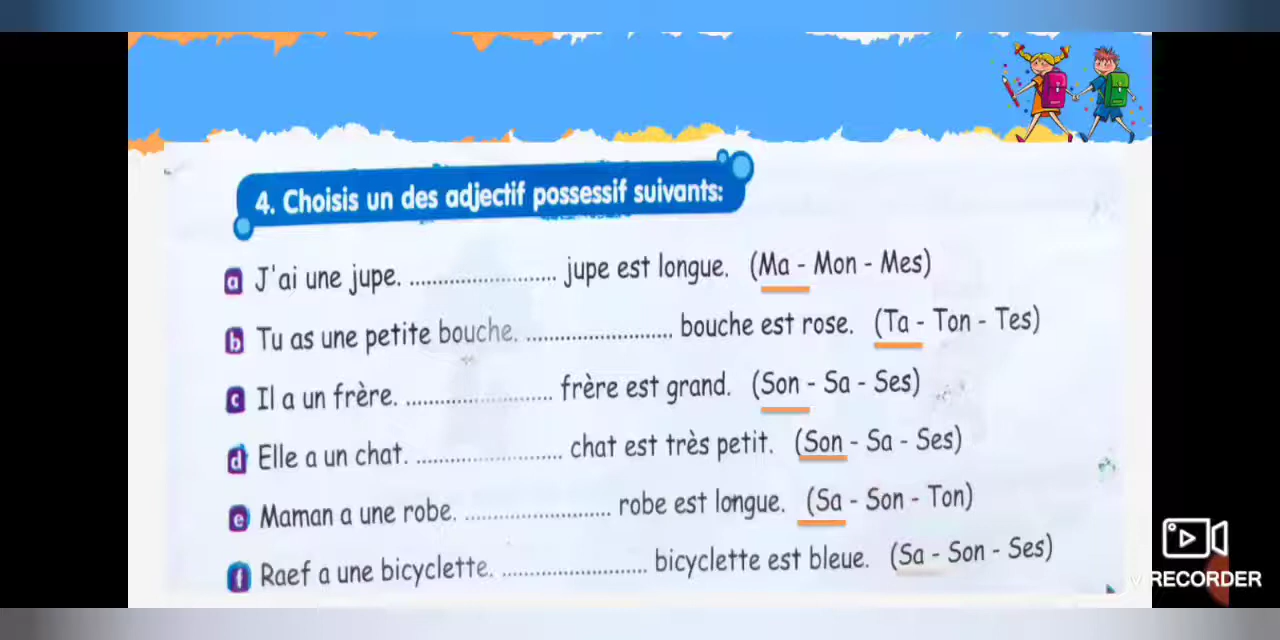 4. Choisis un des adjectif possessif suivants:
a J'ai une jupe. ........................ jupe est longue. (Ma - Mon - Mes)
b Tu as une petite bouche. ........................ bouche est rose. (Ta - Ton - Tes)
c Il a un frère. ........................ frère est grand. (Son - Sa - Ses)
d Elle a un chat. ........................ chat est très petit. (Son - Sa - Ses)
e Maman a une robe. ........................ robe est longue. (Sa - Son - Ton)
f Raef a une bicyclette. ........................ bicyclette est bleue. (Sa - Son - Ses)
V RECORDER